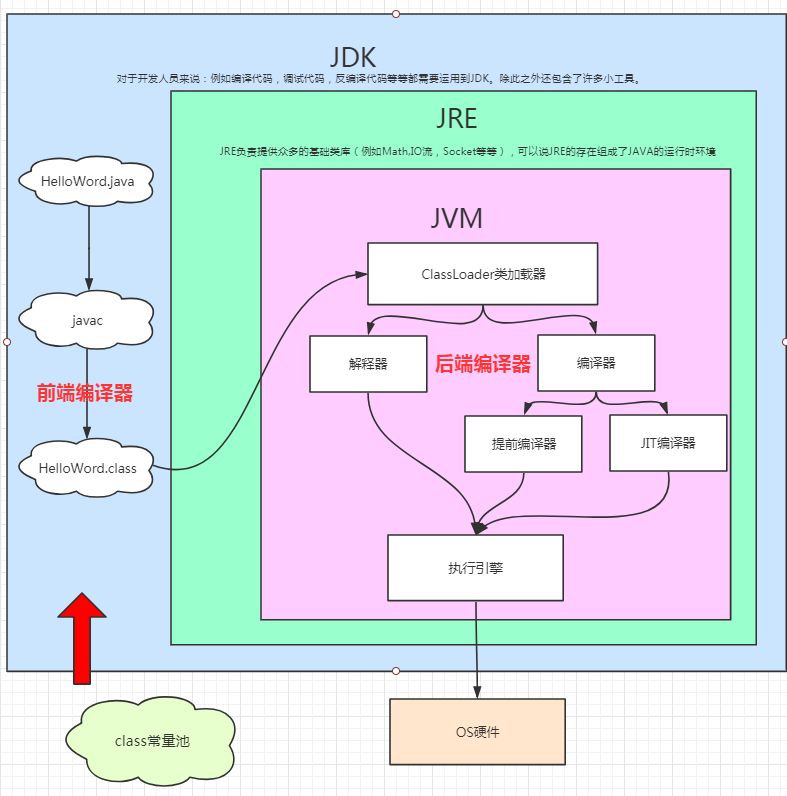 JDK
对于开发人员来说：例如编译代码，调试代码，反编译代码等等都需要运用到JDK。除此之外还包含了许多小工具。
JRE
JRE负责提供众多的基础类库（例如Math,IO流，Socket等等），可以说JRE的存在组成了JAVA的运行时环境
HelloWord.java
JVM
ClassLoader类加载器
javac
解释器
后端编译器
编译器
前端编译器
提前编译器
JIT编译器
HelloWord.class
执行引擎
class常量池
OS硬件